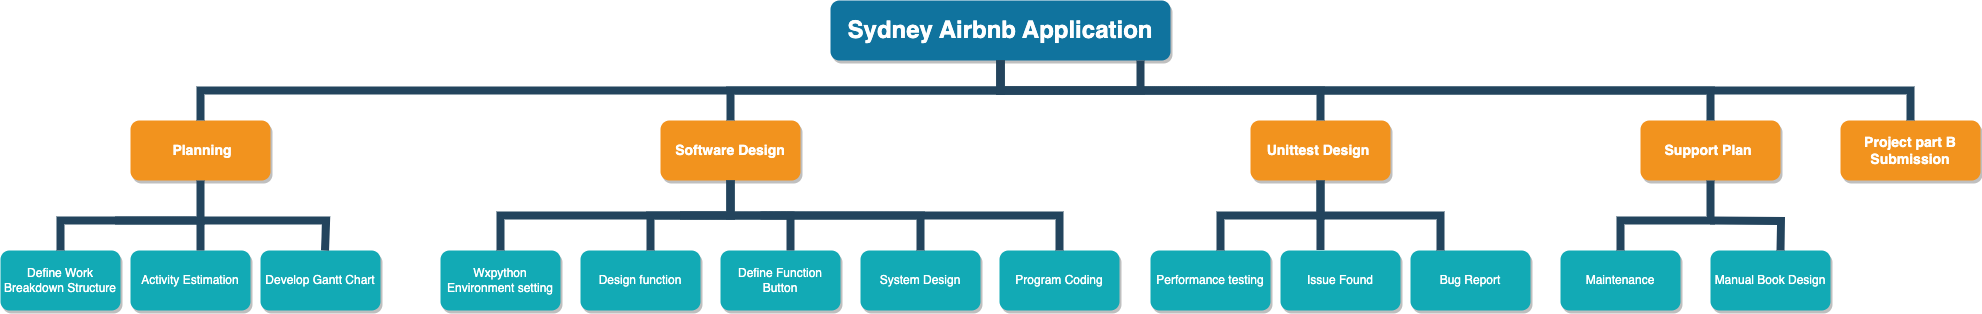 Sydney Airbnb Application
Planning
Software Design
Unittest Design
Support Plan
Project part B
Submission
Define Work
Breakdown Structure
Activity Estimation
Develop Gantt Chart
Wxpython
Environment setting
Design function
Define Function
Button
System Design
Program Coding
Performance testing
Issue Found
Bug Report
Maintenance
Manual Book Design